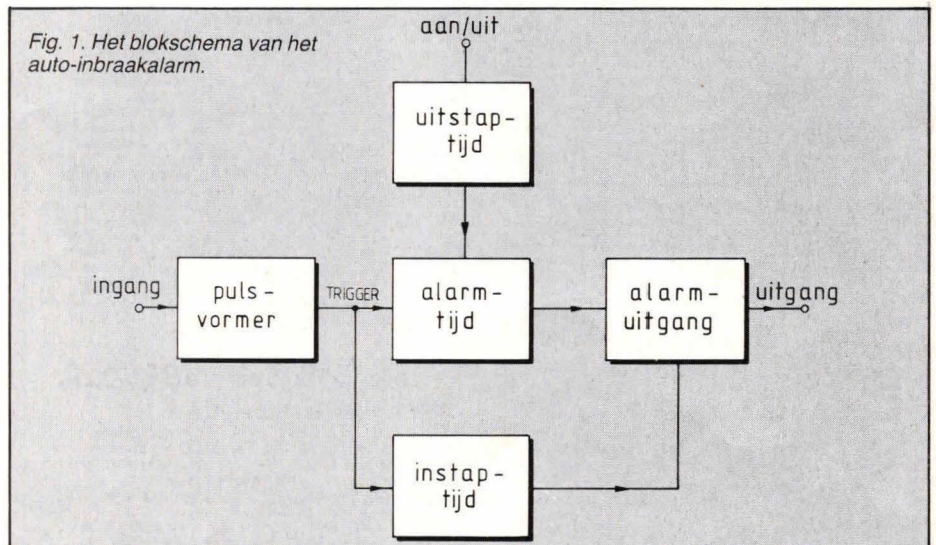 Fig. 1. Het blokschema van het
auto-inbraakalarm.
aan/uit
uitstap-
tijd
ingang
puls-
vormer
TRIGGER
alarm-
tijd
alarm-
uitgang
uitgang
instap-
tijd